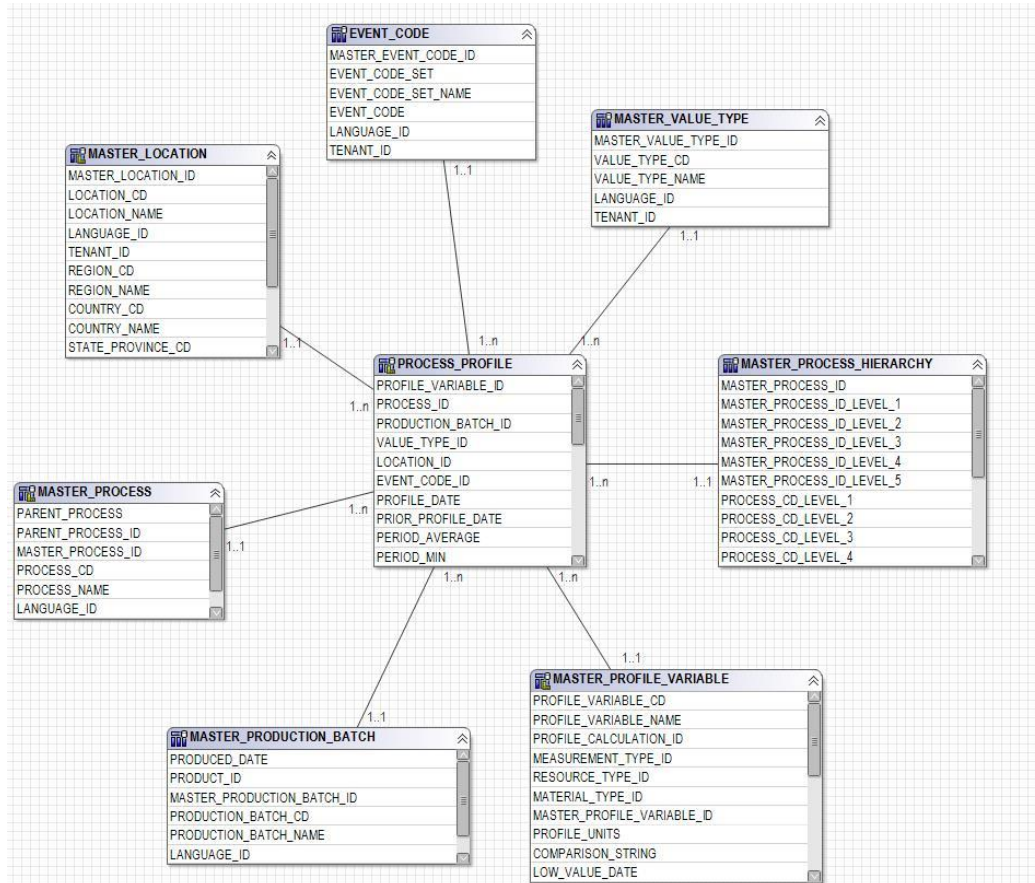 EVENT_CODE
MASTER_EVENT_CODE_ID
EVENT_CODE_SET
EVENT_CODE_SET_NAME
EVENT_CODE
LANGUAGE_ID
TENANT_ID
1..1
MASTER_VALUE_TYPE
MASTER_VALUE_TYPE_ID
VALUE_TYPE_CD
VALUE_TYPE_NAME
LANGUAGE_ID
TENANT_ID
1..1
MASTER_LOCATION
MASTER_LOCATION_ID
LOCATION_CD
LOCATION_NAME
LANGUAGE_ID
TENANT_ID
REGION_CD
REGION_NAME
COUNTRY_CD
COUNTRY_NAME
STATE_PROVINCE_CD
1..1
1..n
1..n
1..n
PROCESS_PROFILE
PROFILE_VARIABLE_ID
PROCESS_ID
PRODUCTION_BATCH_ID
VALUE_TYPE_ID
LOCATION_ID
EVENT_CODE_ID
PROFILE_DATE
PRIOR_PROFILE_DATE
PERIOD_AVERAGE
PERIOD_MIN
1..n
1..1
MASTER_PROCESS_HIERARCHY
MASTER_PROCESS_ID
MASTER_PROCESS_ID_LEVEL_1
MASTER_PROCESS_ID_LEVEL_2
MASTER_PROCESS_ID_LEVEL_3
MASTER_PROCESS_ID_LEVEL_4
MASTER_PROCESS_ID_LEVEL_5
PROCESS_CD_LEVEL_1
PROCESS_CD_LEVEL_2
PROCESS_CD_LEVEL_3
PROCESS_CD_LEVEL_4
MASTER_PROCESS
PARENT_PROCESS
PARENT_PROCESS_ID
MASTER_PROCESS_ID
PROCESS_CD
PROCESS_NAME
LANGUAGE_ID
1..1
1..n
1..n
1..n
1..1
1..1
MASTER_PRODUCTION_BATCH
PRODUCED_DATE
PRODUCT_ID
MASTER_PRODUCTION_BATCH_ID
PRODUCTION_BATCH_CD
PRODUCTION_BATCH_NAME
LANGUAGE_ID
MASTER_PROFILE_VARIABLE
PROFILE_VARIABLE_CD
PROFILE_VARIABLE_NAME
PROFILE_CALCULATION_ID
MEASUREMENT_TYPE_ID
RESOURCE_TYPE_ID
MATERIAL_TYPE_ID
MASTER_PROFILE_VARIABLE_ID
PROFILE_UNITS
COMPARISON_STRING
LOW_VALUE_DATE